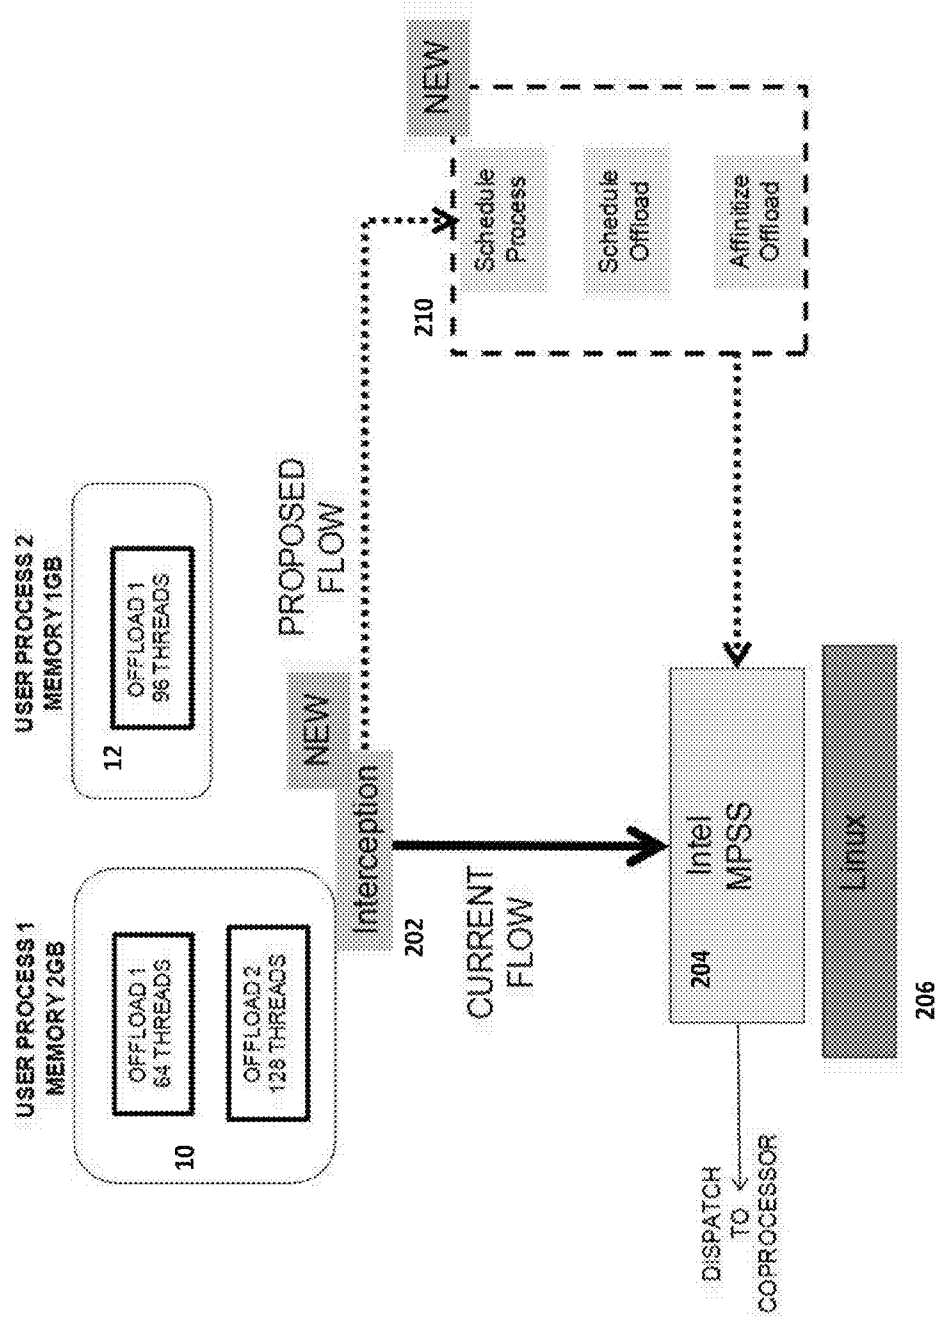 USER PROCESS 1
MEMORY 2GB
OFFLOAD 1
64 THREADS
OFFLOAD 2
128 THREADS
10
USER PROCESS 2
MEMORY 1GB
OFFLOAD 1
96 THREADS
12
NEW
Interception
202
PROPOSED
FLOW
CURRENT
FLOW
NEW
210
Schedule
Process
Schedule
Offload
Affinitize
Offload
204
Intel
MPSS
Linux
206
DISPATCH
TO
COPROCESSOR